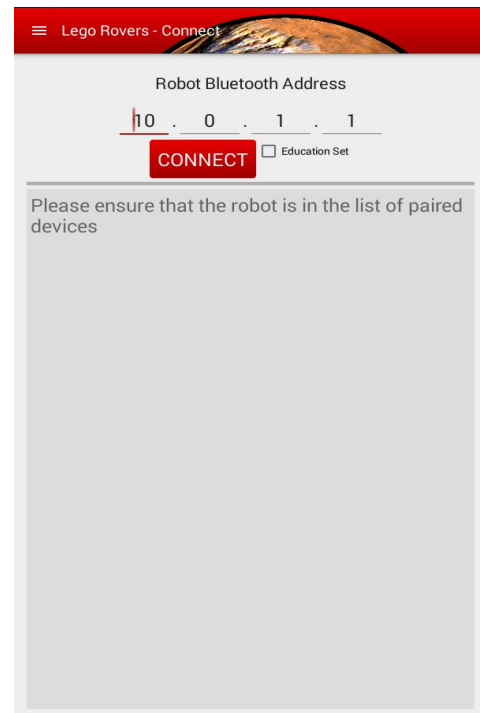 Lego Rovers - Connect
Robot Bluetooth Address
10 . 0 . 1 . 1
CONNECT Education Set
Please ensure that the robot is in the list of paired
devices